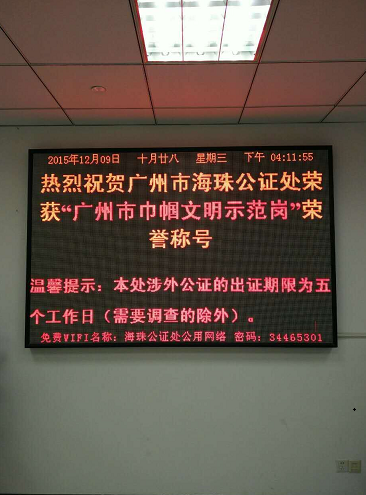 2015年12月09日 十月廿八 星期三 下午 04:11:55
热烈祝贺广州市海珠公证处荣
获“广州市巾帼文明示范岗”荣
誉称号
温馨提示：本处涉外公证的出证期限为五
个工作日（需要调查的除外）。
免费WIFI名称：海珠公证处公用网络 密码：34465301